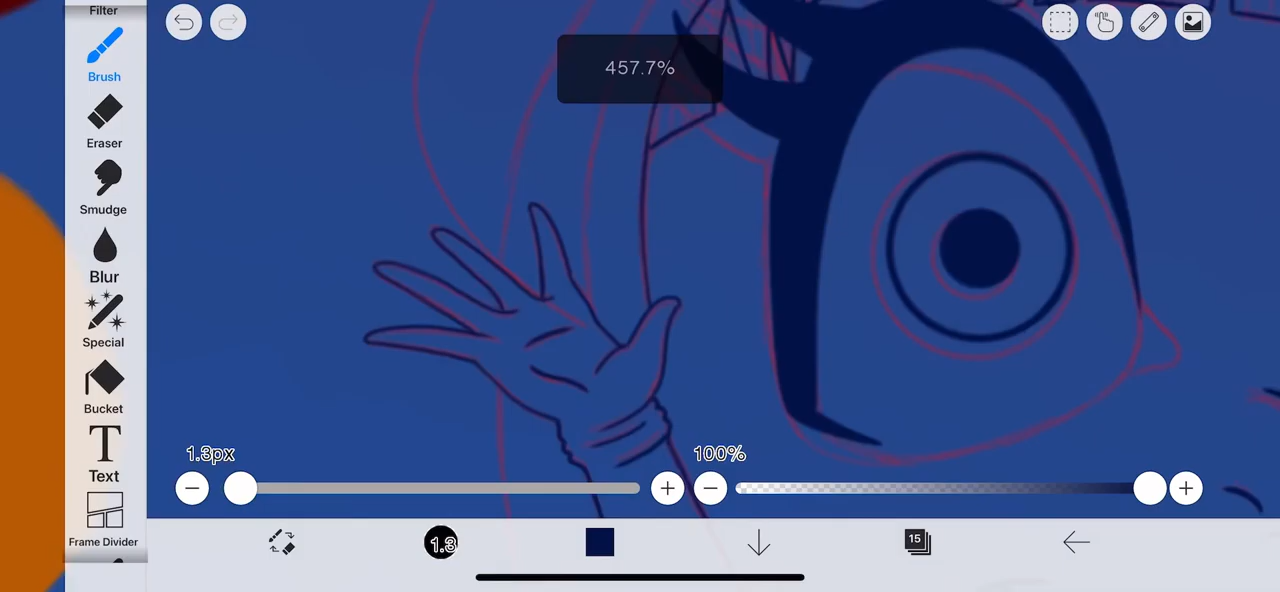 Filter
457.7%
Brush
Eraser
Smudge
Blur
Special
Bucket
1.3px
100%
Text
Frame Divider
1.3
15